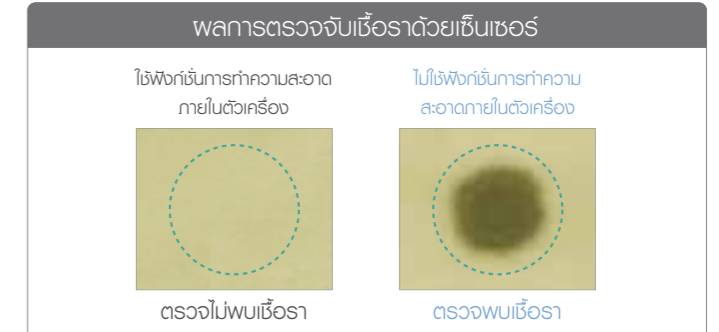 ผลการตรวจจับเชื้อราด้วยเซ็นเซอร์
ใช้ฟังก์ชั่นการทำความสะอาด
ภายในตัวเครื่อง
ไม่ใช้ฟังก์ชั่นการทำความ
สะอาดภายในตัวเครื่อง
ตรวจไม่พบเชื้อรา
ตรวจพบเชื้อรา